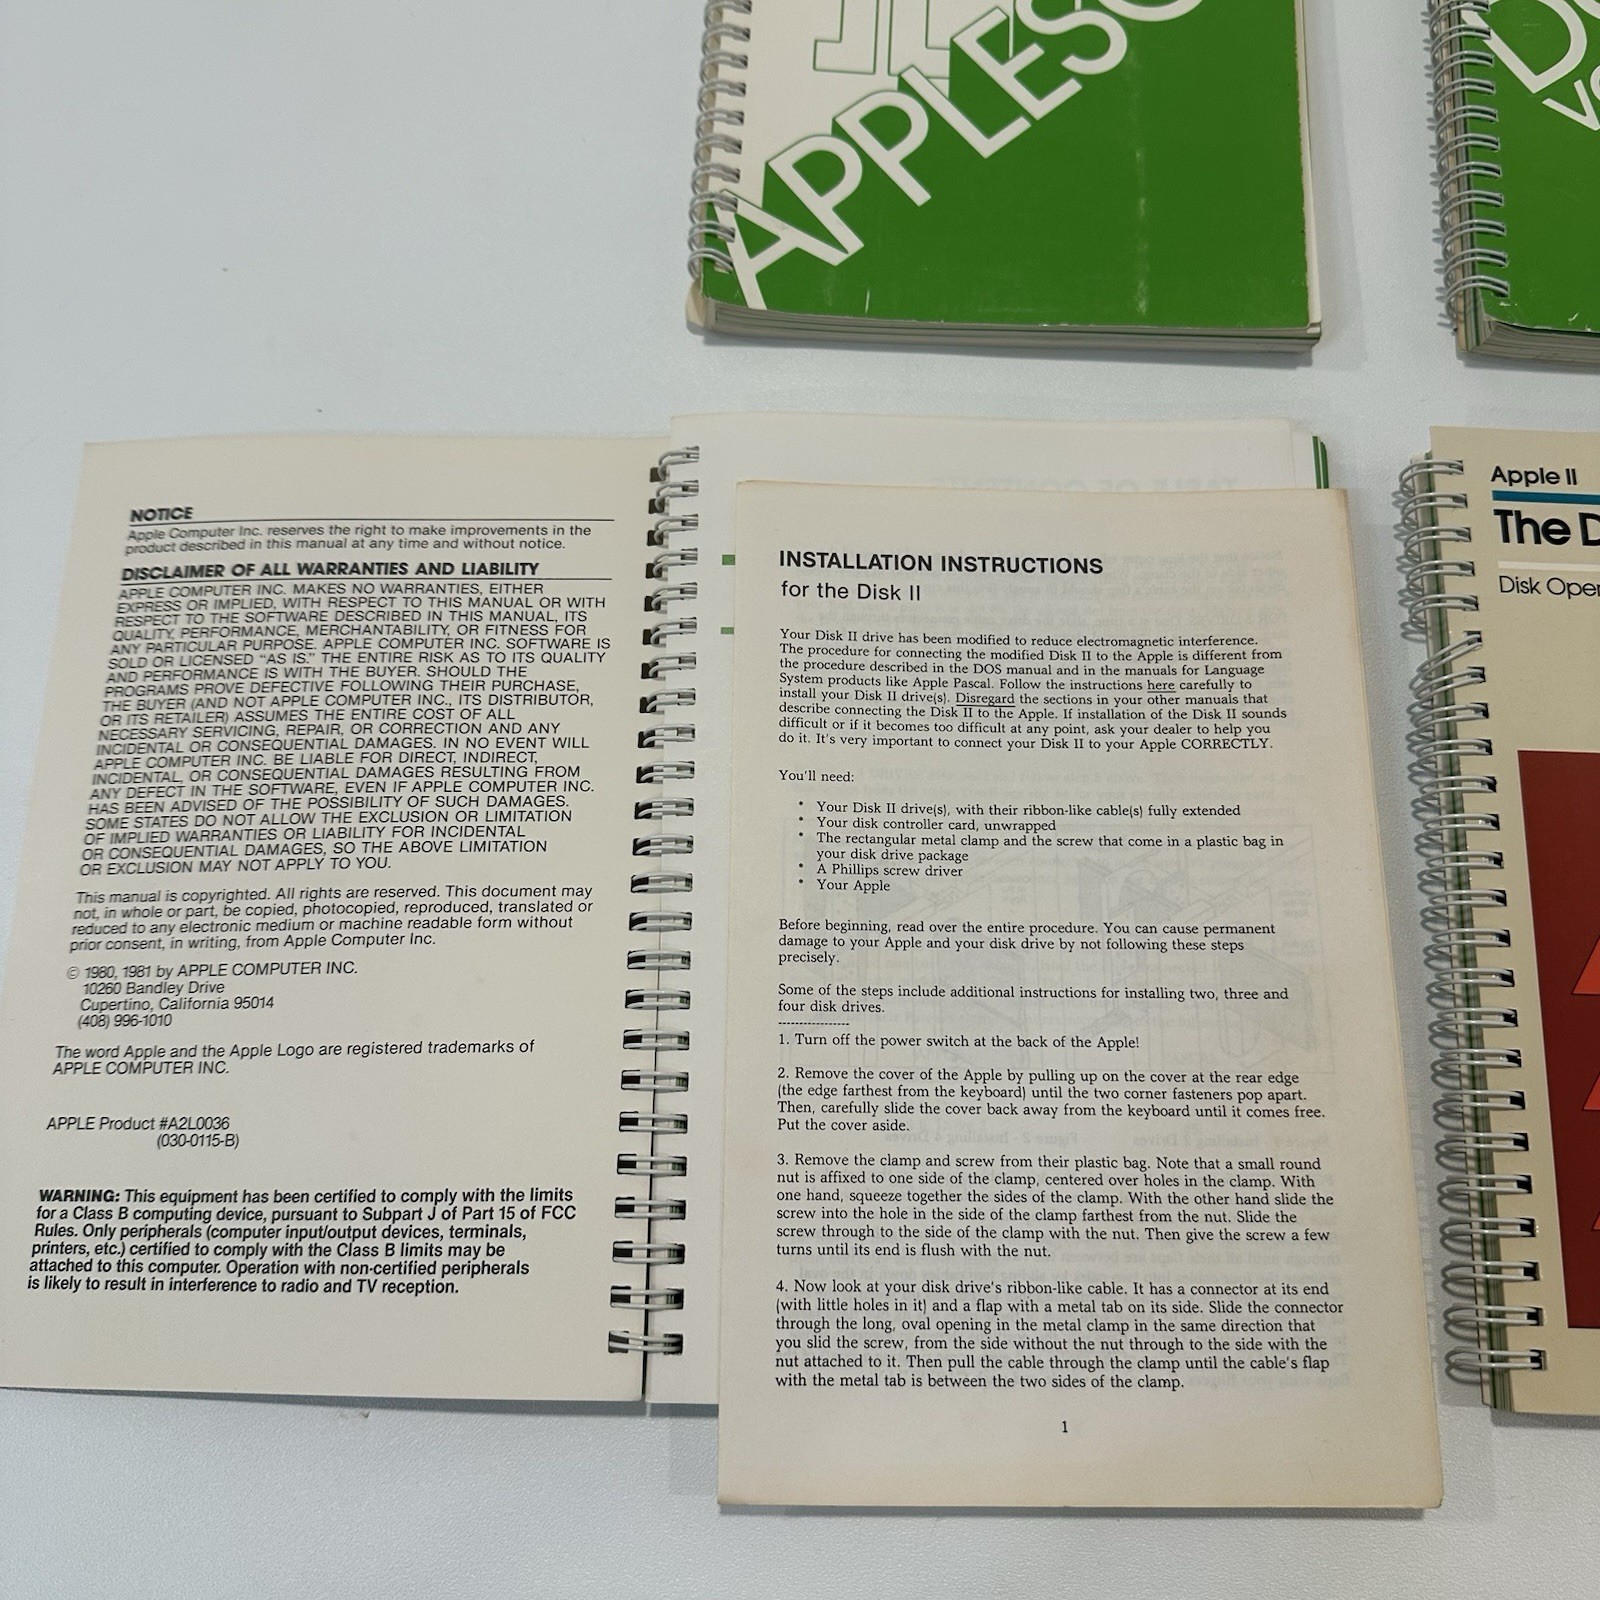 APPLES
NOTICE
Apple Computer Inc. reserves the right to make improvements in the
product described in this manual at any time and without notice.
DISCLAIMER OF ALL WARRANTIES AND LIABILITY
APPLE COMPUTER INC. MAKES NO WARRANTIES, EITHER
EXPRESS OR IMPLIED, WITH RESPECT TO THIS MANUAL OR WITH
RESPECT TO THE SOFTWARE DESCRIBED IN THIS MANUAL, ITS
QUALITY, PERFORMANCE, MERCHANTABILITY, OR FITNESS FOR
ANY PARTICULAR PURPOSE. APPLE COMPUTER INC. SOFTWARE IS
SOLD OR LICENSED "AS IS." THE ENTIRE RISK AS TO ITS QUALITY
AND PERFORMANCE IS WITH THE BUYER. SHOULD THE
PROGRAMS PROVE DEFECTIVE FOLLOWING THEIR PURCHASE,
THE BUYER (AND NOT APPLE COMPUTER INC., ITS DISTRIBUTOR,
OR ITS RETAILER) ASSUMES THE ENTIRE COST OF ALL
NECESSARY SERVICING, REPAIR, OR CORRECTION AND ANY
INCIDENTAL OR CONSEQUENTIAL DAMAGES. IN NO EVENT WILL
APPLE COMPUTER INC. BE LIABLE FOR DIRECT, INDIRECT,
INCIDENTAL, OR CONSEQUENTIAL DAMAGES RESULTING FROM
ANY DEFECT IN THE SOFTWARE, EVEN IF APPLE COMPUTER INC.
HAS BEEN ADVISED OF THE POSSIBILITY OF SUCH DAMAGES.
SOME STATES DO NOT ALLOW THE EXCLUSION OR LIMITATION
OF IMPLIED WARRANTIES OR LIABILITY FOR INCIDENTAL
OR CONSEQUENTIAL DAMAGES, SO THE ABOVE LIMITATION
OR EXCLUSION MAY NOT APPLY TO YOU.
This manual is copyrighted. All rights are reserved. This document may
not, in whole or part, be copied, photocopied, reproduced, translated or
reduced to any electronic medium or machine readable form without
prior consent, in writing, from Apple Computer Inc.
© 1980, 1981 by APPLE COMPUTER INC.
10260 Bandley Drive
Cupertino, California 95014
(408) 996-1010
The word Apple and the Apple Logo are registered trademarks of
APPLE COMPUTER INC.
APPLE Product #A2L0036
(030-0115-B)
WARNING: This equipment has been certified to comply with the limits
for a Class B computing device, pursuant to Subpart J of Part 15 of FCC
Rules. Only peripherals (computer input/output devices, terminals,
printers, etc.) certified to comply with the Class B limits may be
attached to this computer. Operation with non-certified peripherals
is likely to result in interference to radio and TV reception.
INSTALLATION INSTRUCTIONS
for the Disk II
Your Disk II drive has been modified to reduce electromagnetic interference.
The procedure for connecting the modified Disk II to the Apple is different from
the procedure described in the DOS manual and in the manuals for Language
System products like Apple Pascal. Follow the instructions here carefully to
install your Disk II drive(s). Disregard the sections in your other manuals that
describe connecting the Disk II to the Apple. If installation of the Disk II sounds
difficult or if it becomes too difficult at any point, ask your dealer to help you
do it. It's very important to connect your Disk II to your Apple CORRECTLY.
You'll need:
* Your Disk II drive(s), with their ribbon-like cable(s) fully extended
* Your disk controller card, unwrapped
* The rectangular metal clamp and the screw that come in a plastic bag in
your disk drive package
* A Phillips screw driver
* Your Apple
Before beginning, read over the entire procedure. You can cause permanent
damage to your Apple and your disk drive by not following these steps
precisely.
Some of the steps include additional instructions for installing two, three and
four disk drives.
-----------------
1. Turn off the power switch at the back of the Apple!
2. Remove the cover of the Apple by pulling up on the cover at the rear edge
(the edge farthest from the keyboard) until the two corner fasteners pop apart.
Then, carefully slide the cover back away from the keyboard until it comes free.
Put the cover aside.
3. Remove the clamp and screw from their plastic bag. Note that a small round
nut is affixed to one side of the clamp, centered over holes in the clamp. With
one hand, squeeze together the sides of the clamp. With the other hand slide the
screw into the hole in the side of the clamp farthest from the nut. Slide the
screw through to the side of the clamp with the nut. Then give the screw a few
turns until its end is flush with the nut.
4. Now look at your disk drive's ribbon-like cable. It has a connector at its end
(with little holes in it) and a flap with a metal tab on its side. Slide the connector
through the long, oval opening in the metal clamp in the same direction that
you slid the screw, from the side without the nut through to the side with the
nut attached to it. Then pull the cable through the clamp until the cable's flap
with the metal tab is between the two sides of the clamp.
1
Apple II
The D
Disk Oper